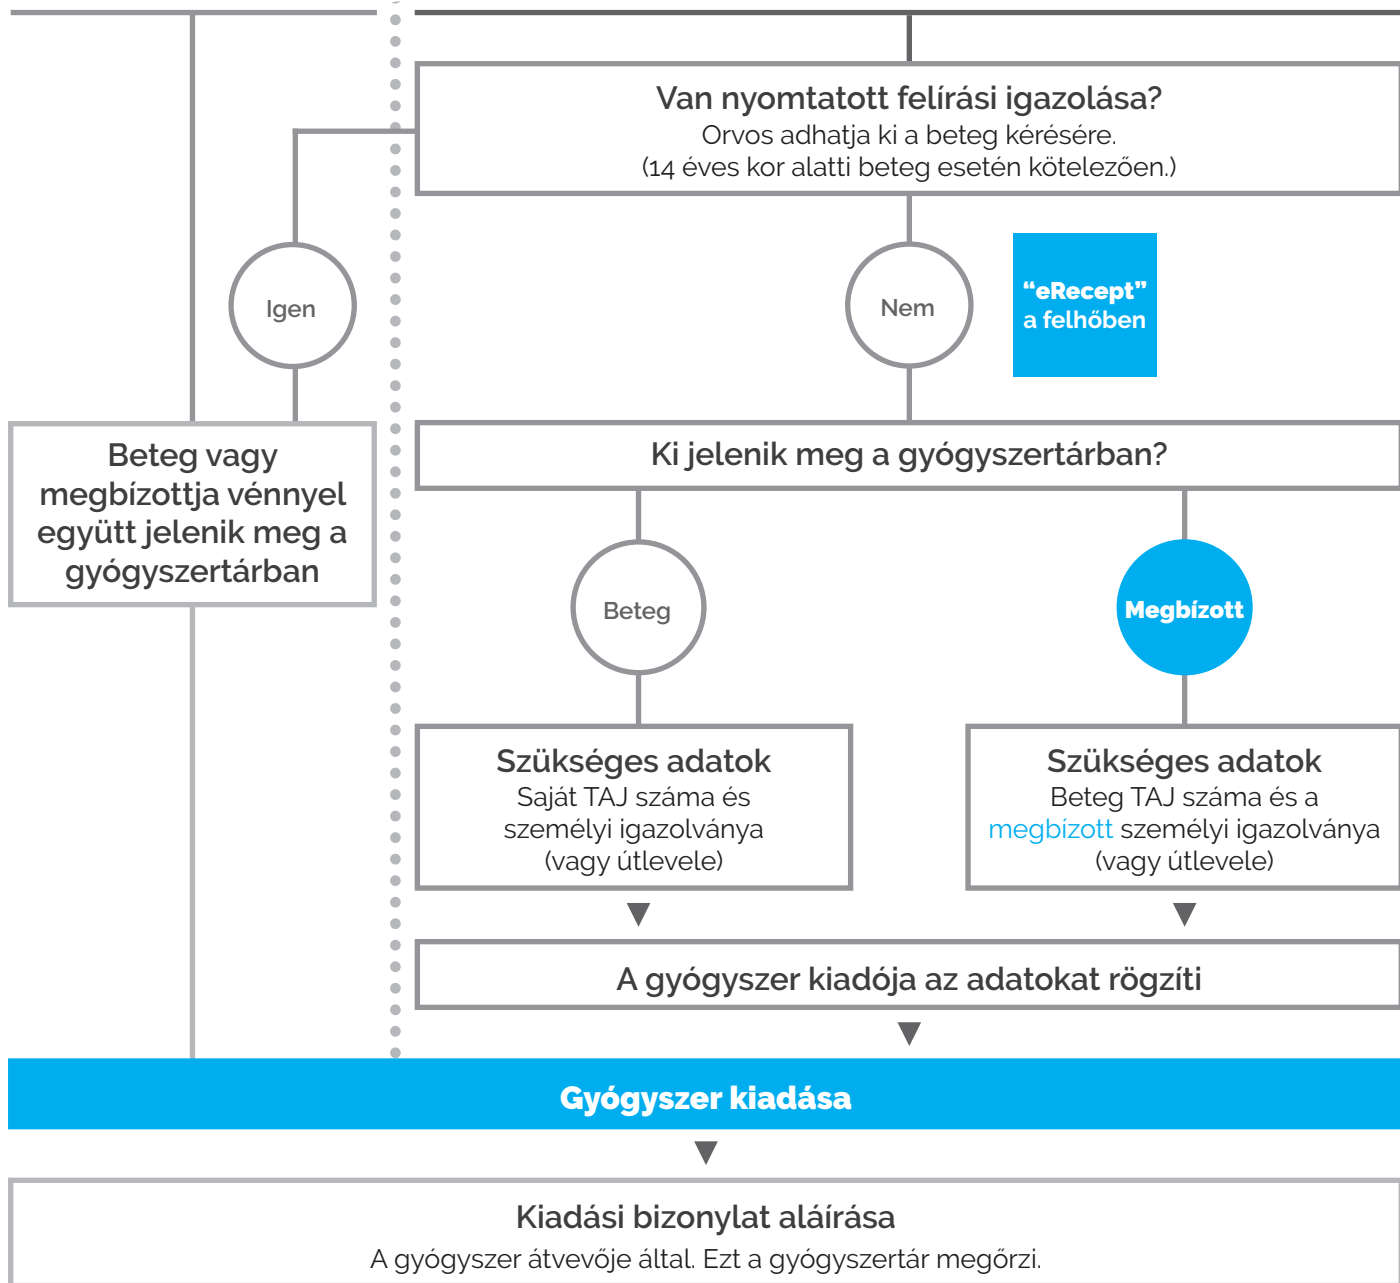 Van nyomtatott felírási igazolása?
Orvos adhatja ki a beteg kérésére.
(14 éves kor alatti beteg esetén kötelezően.)
Igen
Nem
“eRecept”
a felhőben
Beteg vagy
megbízottja vénnyel
együtt jelenik meg a
gyógyszertárban
Ki jelenik meg a gyógyszertárban?
Beteg
Megbízott
Szükséges adatok
Saját TAJ száma és
személyi igazolványa
(vagy útlevele)
Szükséges adatok
Beteg TAJ száma és a
megbízott személyi igazolványa
(vagy útlevele)
A gyógyszer kiadója az adatokat rögzíti
Gyógyszer kiadása
Kiadási bizonylat aláírása
A gyógyszer átvevője által. Ezt a gyógyszertár megőrzi.